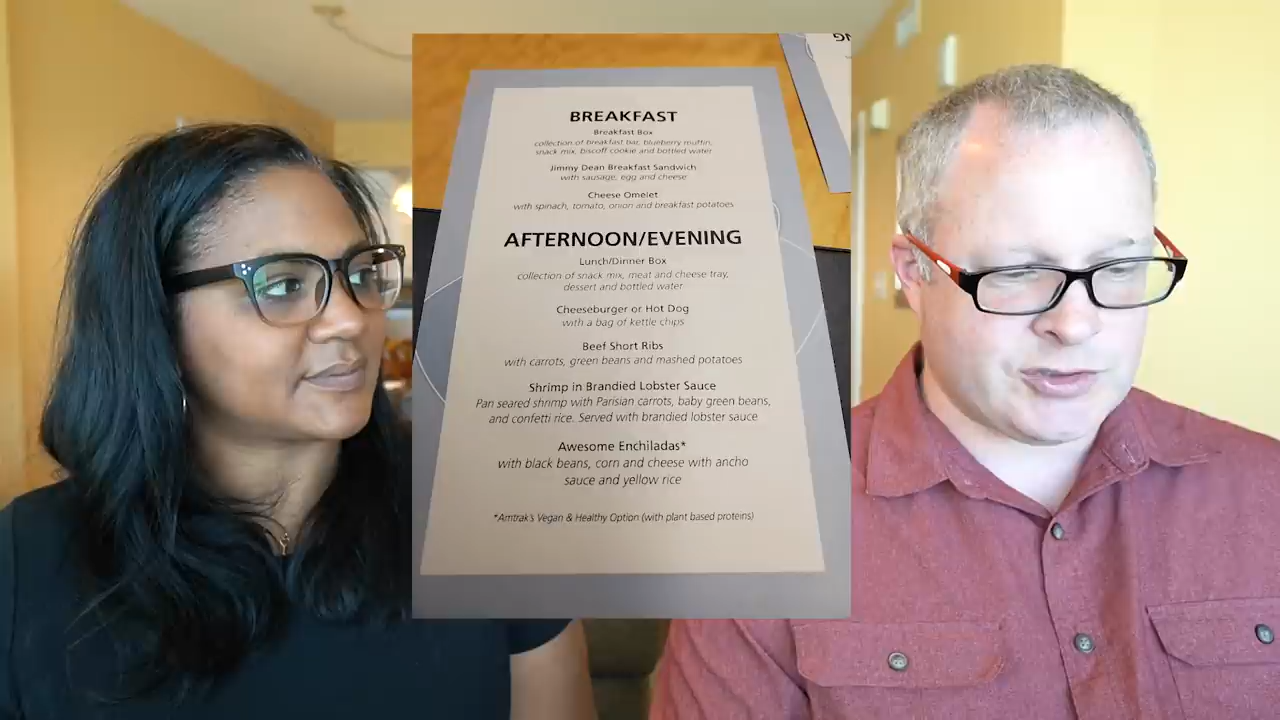 BREAKFAST
Breakfast Box
collection of breakfast bar, blueberry muffin,
snack mix, biscoff cookie and bottled water
Jimmy Dean Breakfast Sandwich
with sausage, egg and cheese
Cheese Omelet
with spinach, tomato, onion and breakfast potatoes
AFTERNOON/EVENING
Lunch/Dinner Box
collection of snack mix, meat and cheese tray,
dessert and bottled water
Cheeseburger or Hot Dog
with a bag of kettle chips
Beef Short Ribs
with carrots, green beans and mashed potatoes
Shrimp in Brandied Lobster Sauce
Pan seared shrimp with Parisian carrots, baby green beans,
and confetti rice. Served with brandied lobster sauce
Awesome Enchiladas*
with black beans, corn and cheese with ancho
sauce and yellow rice
*Amtrak's Vegan & Healthy Option (with plant based proteins)